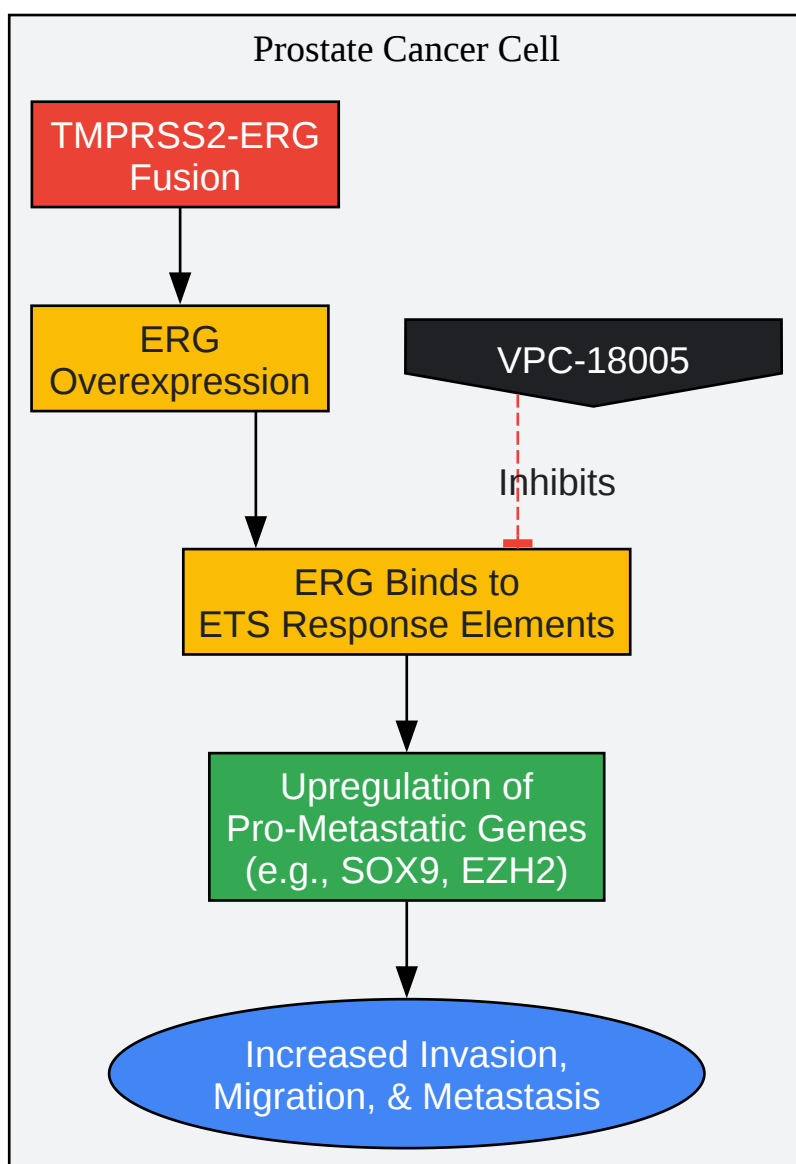 Prostate Cancer Cell
TMPRSS2-ERG
Fusion
ERG
Overexpression
VPC-18005
Inhibits
ERG Binds to
ETS Response Elements
Upregulation of
Pro-Metastatic Genes
(e.g., SOX9, EZH2)
Increased Invasion,
Migration, & Metastasis